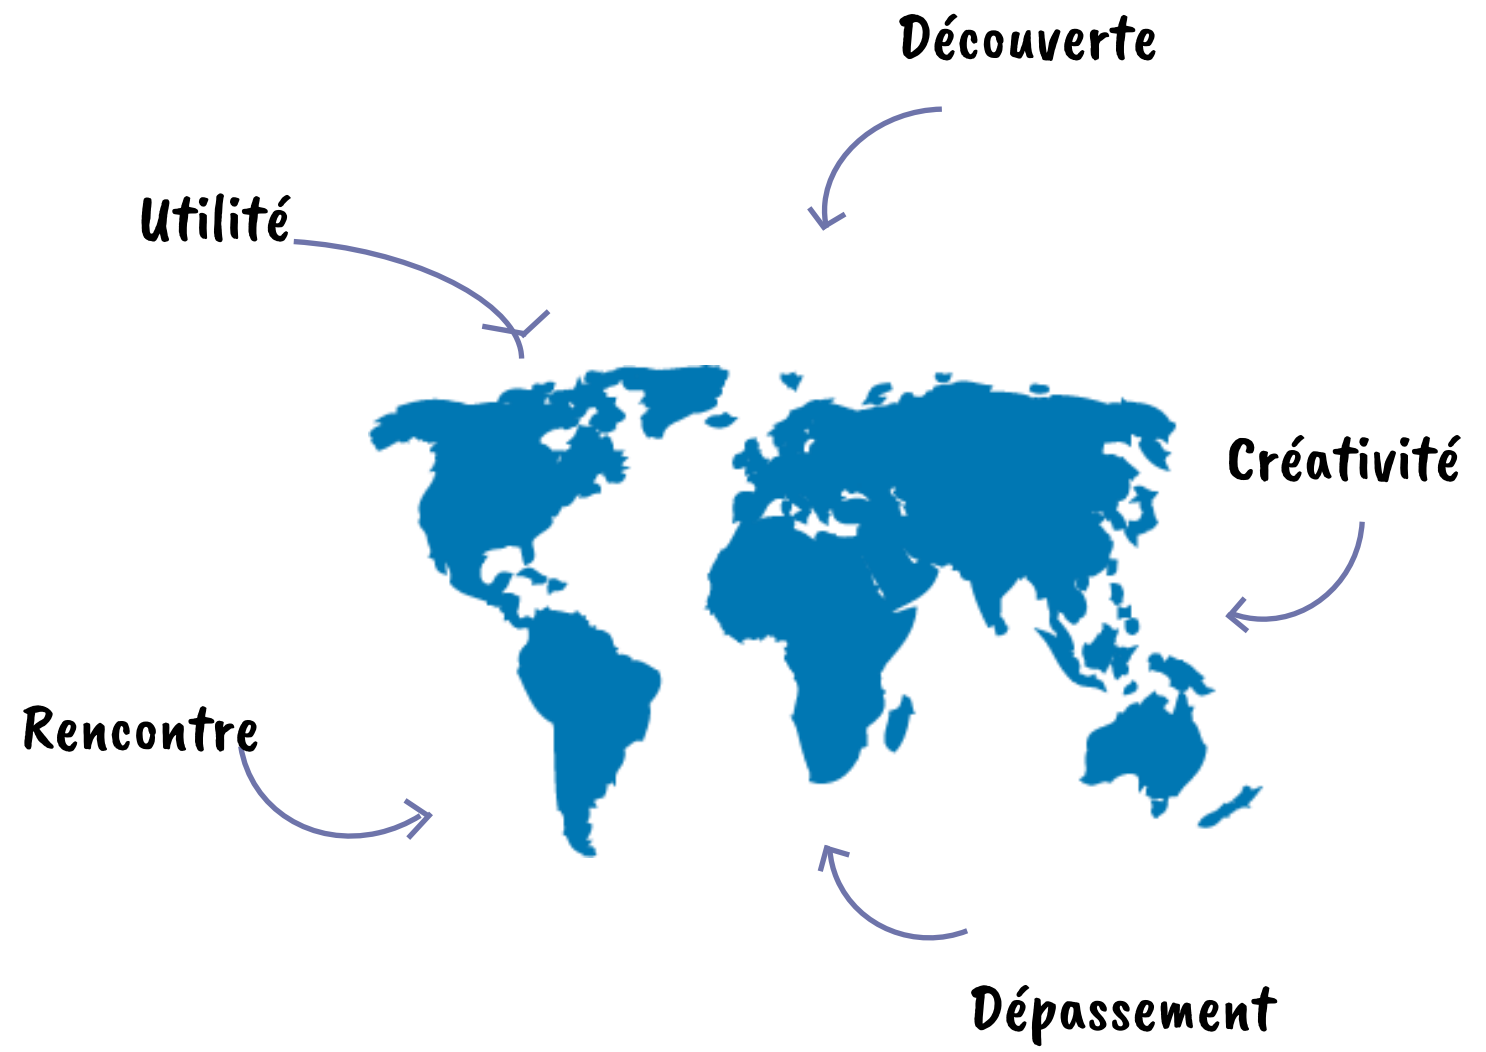 Découverte
Utilité
Créativité
Rencontre
Dépassement